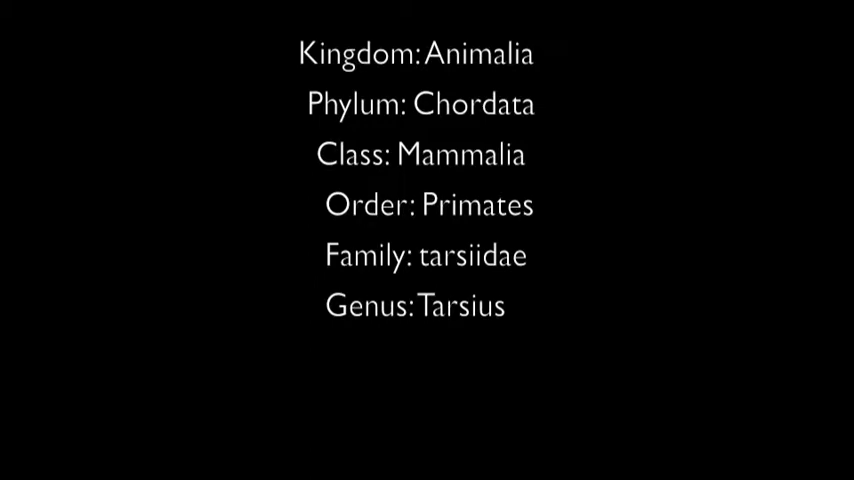 Kingdom: Animalia
Phylum: Chordata
Class: Mammalia
Order: Primates
Family: tarsiidae
Genus: Tarsius